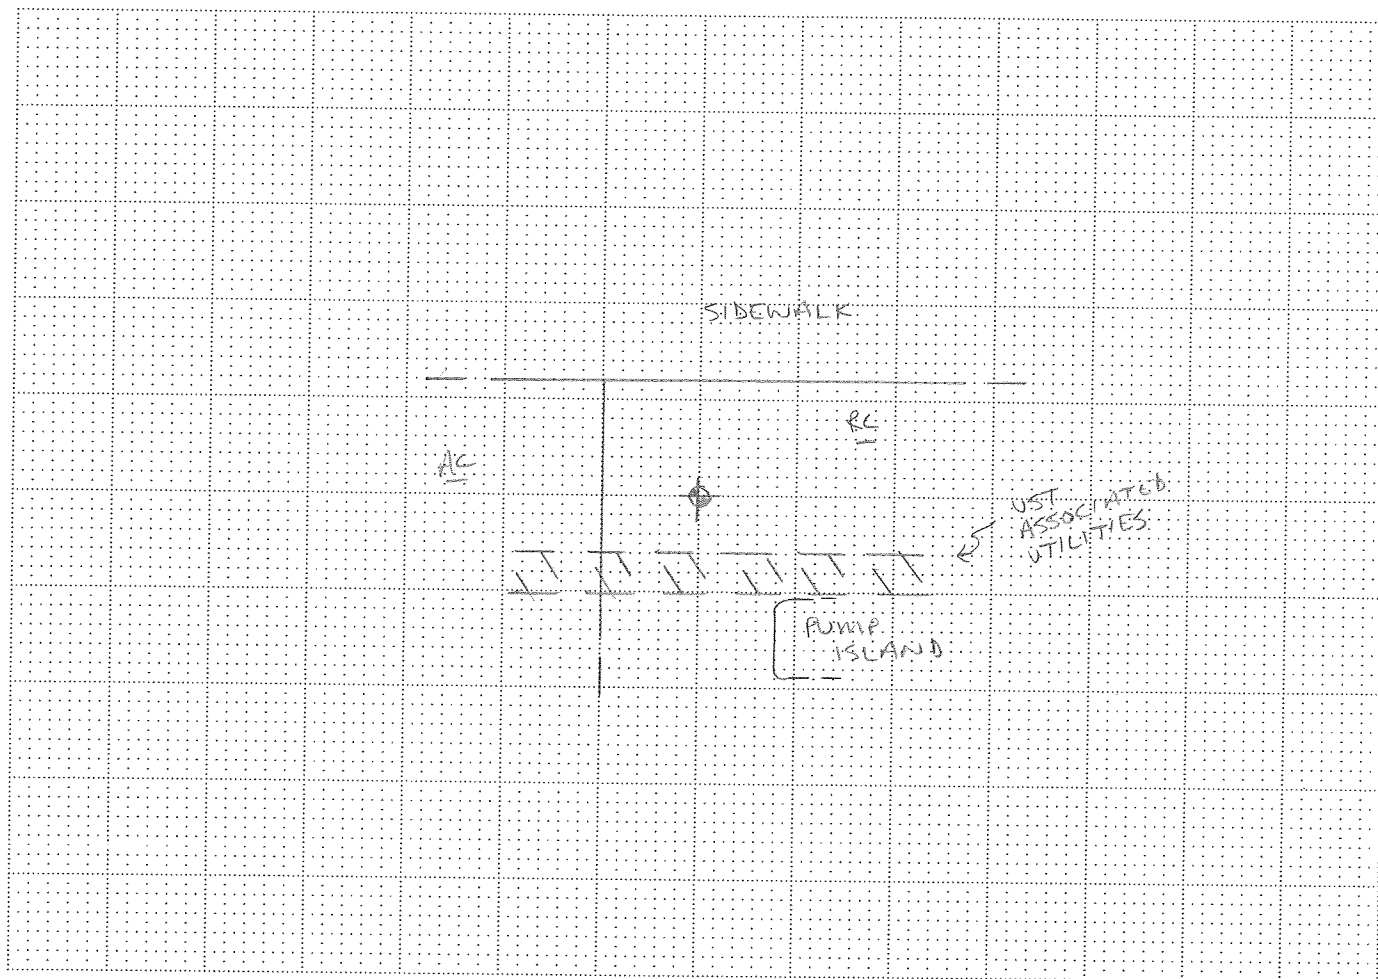 SIDEWALK
RC
AC
UST
ASSOCIATED
UTILITIES
PUMP
ISLAND